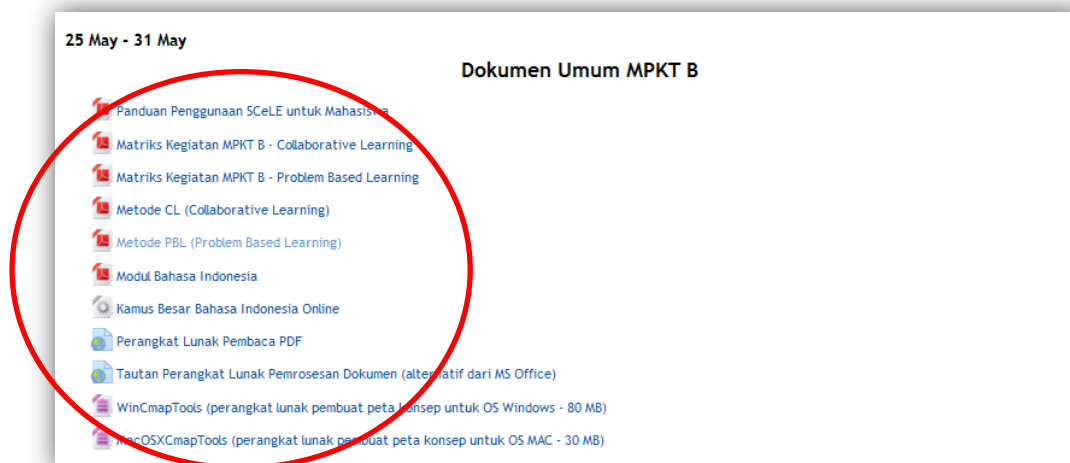 25 May - 31 May
Dokumen Umum MPKT B
Panduan Penggunaan SCeLE untuk Mahasiswa
Matriks Kegiatan MPKT B - Collaborative Learning
Matriks Kegiatan MPKT B - Problem Based Learning
Metode CL (Collaborative Learning)
Metode PBL (Problem Based Learning)
Modul Bahasa Indonesia
Kamus Besar Bahasa Indonesia Online
Perangkat Lunak Pembaca PDF
Tautan Perangkat Lunak Pemrosesan Dokumen (alternatif dari MS Office)
WinCmapTools (perangkat lunak pembuat peta konsep untuk OS Windows - 80 MB)
MacOSXCmapTools (perangkat lunak pembuat peta konsep untuk OS MAC - 30 MB)